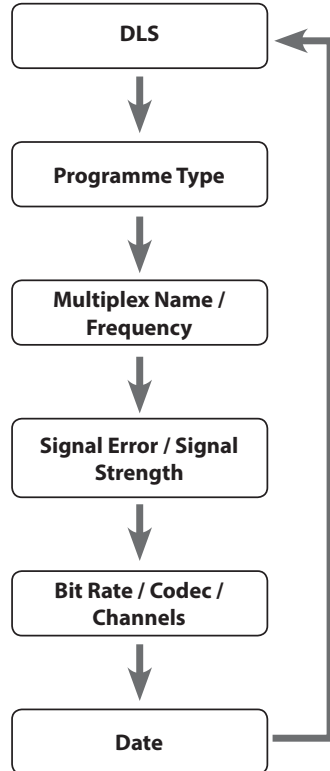 DLS
Programme Type
Multiplex Name /
Frequency
Signal Error / Signal
Strength
Bit Rate / Codec /
Channels
Date